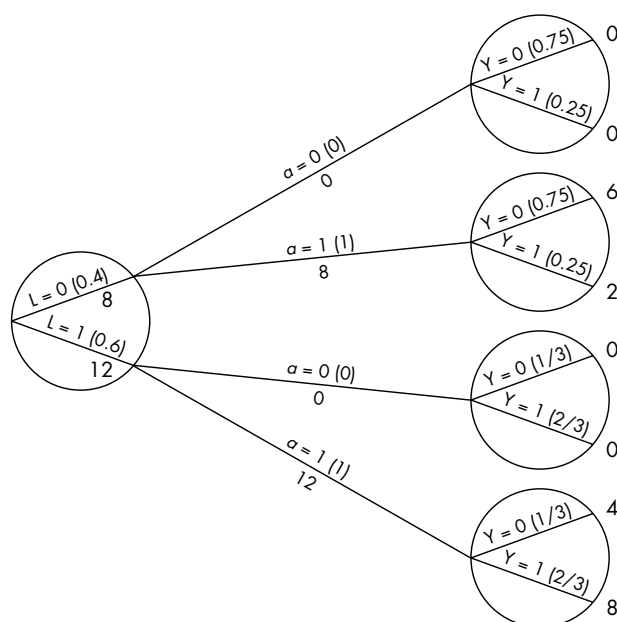 Y = 0 (0.75)
0
Y = 1 (0.25)
0
a = 0 (0)
0
Y = 0 (0.75)
6
Y = 1 (0.25)
2
a = 1 (1)
8
L = 0 (0.4)
8
L = 1 (0.6)
12
Y = 0 (1/3)
0
Y = 1 (2/3)
0
a = 0 (0)
0
a = 1 (1)
12
Y = 0 (1/3)
4
Y = 1 (2/3)
8